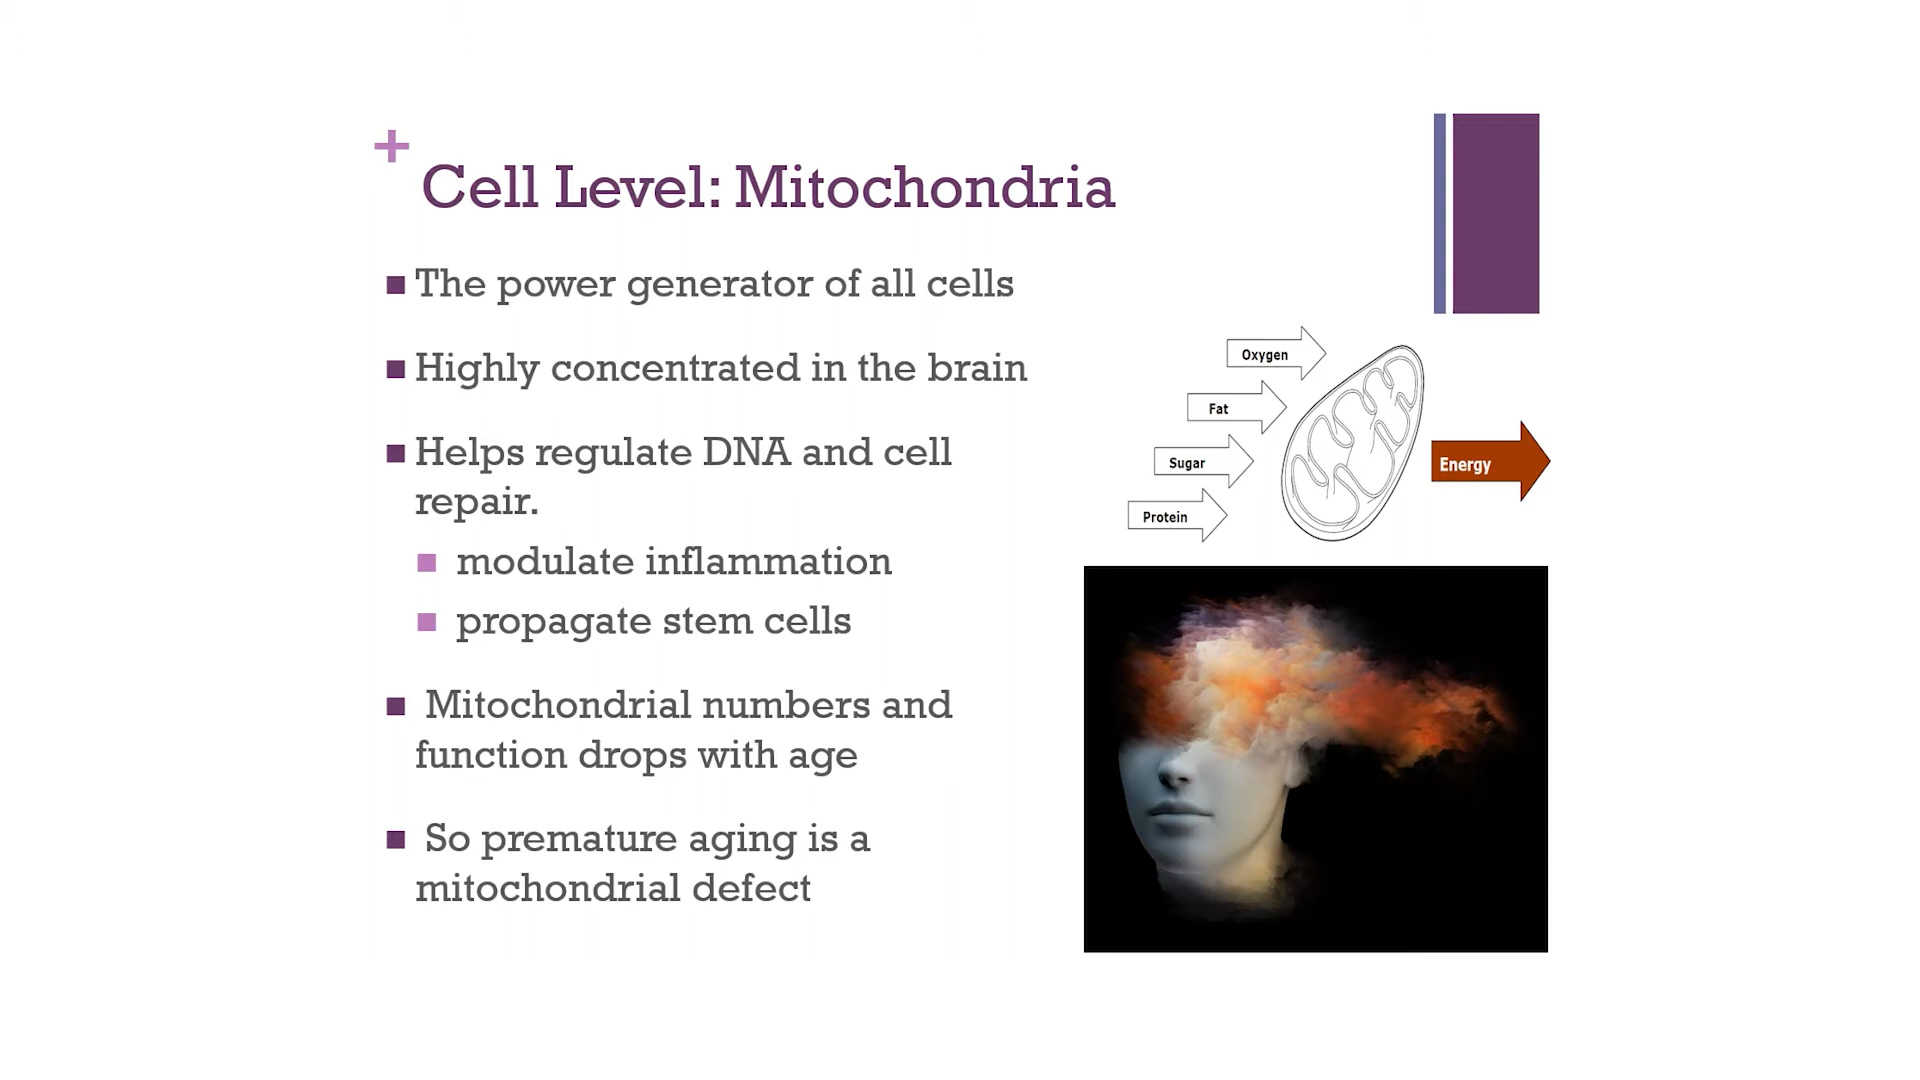 +
Cell Level: Mitochondria
The power generator of all cells
Highly concentrated in the brain
Helps regulate DNA and cell
repair.
modulate inflammation
propagate stem cells
Mitochondrial numbers and
function drops with age
So premature aging is a
mitochondrial defect
Oxygen
Fat
Sugar
Protein
Energy